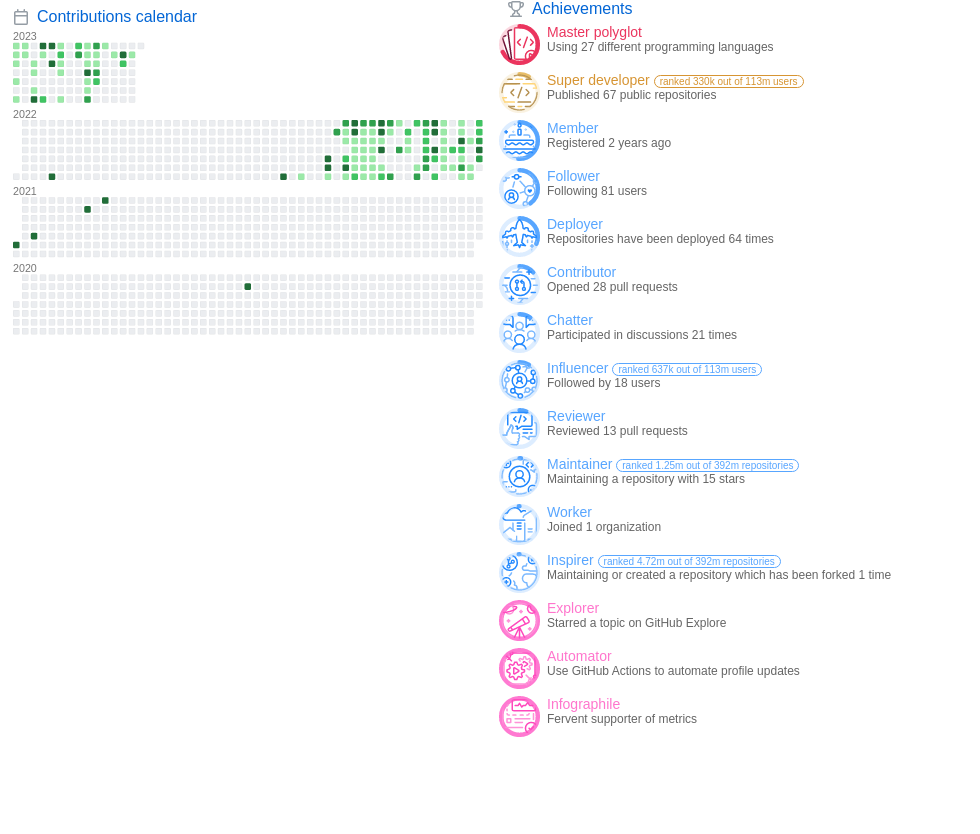 Contributions calendar
2023
2022
2021
2020
Achievements
Master polyglot
Using 27 different programming languages
Super developer ranked 330k out of 113m users
Published 67 public repositories
Member
Registered 2 years ago
Follower
Following 81 users
Deployer
Repositories have been deployed 64 times
Contributor
Opened 28 pull requests
Chatter
Participated in discussions 21 times
Influencer ranked 637k out of 113m users
Followed by 18 users
Reviewer
Reviewed 13 pull requests
Maintainer ranked 1.25m out of 392m repositories
Maintaining a repository with 15 stars
Worker
Joined 1 organization
Inspirer ranked 4.72m out of 392m repositories
Maintaining or created a repository which has been forked 1 time
Explorer
Starred a topic on GitHub Explore
Automator
Use GitHub Actions to automate profile updates
Infographile
Fervent supporter of metrics